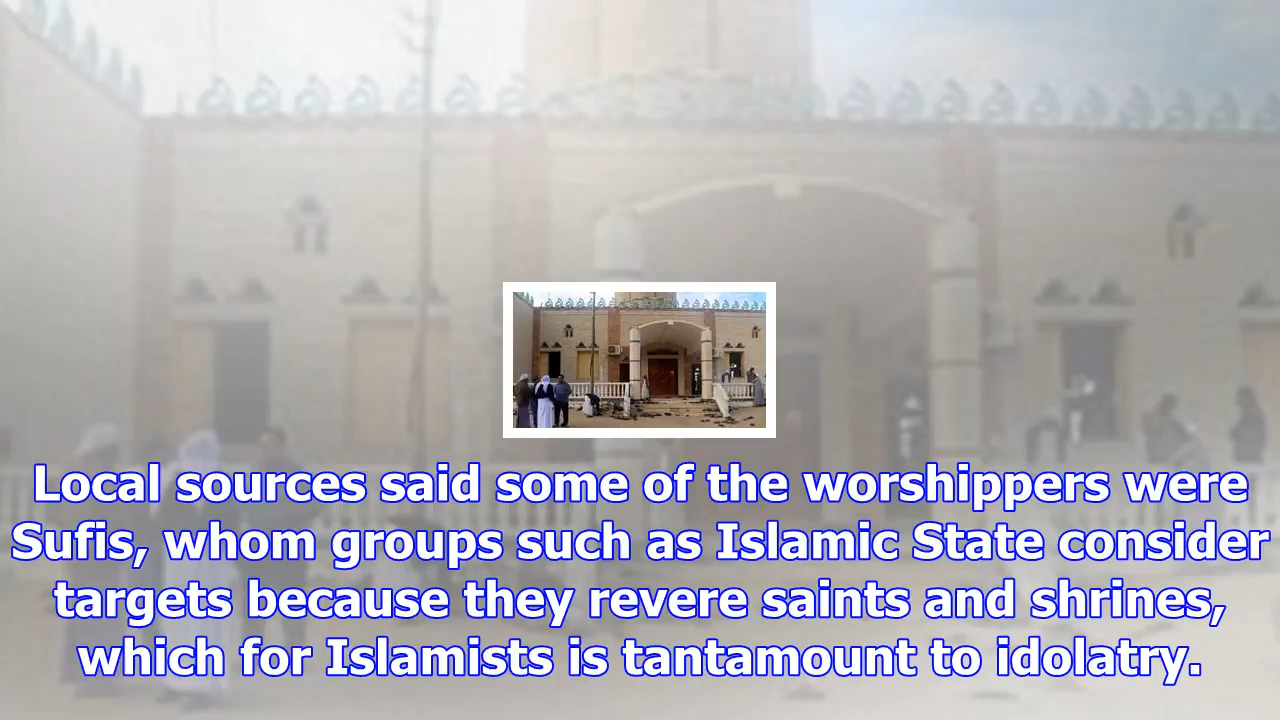 Local sources said some of the worshippers were
Sufis, whom groups such as Islamic State consider
targets because they revere saints and shrines,
which for Islamists is tantamount to idolatry.